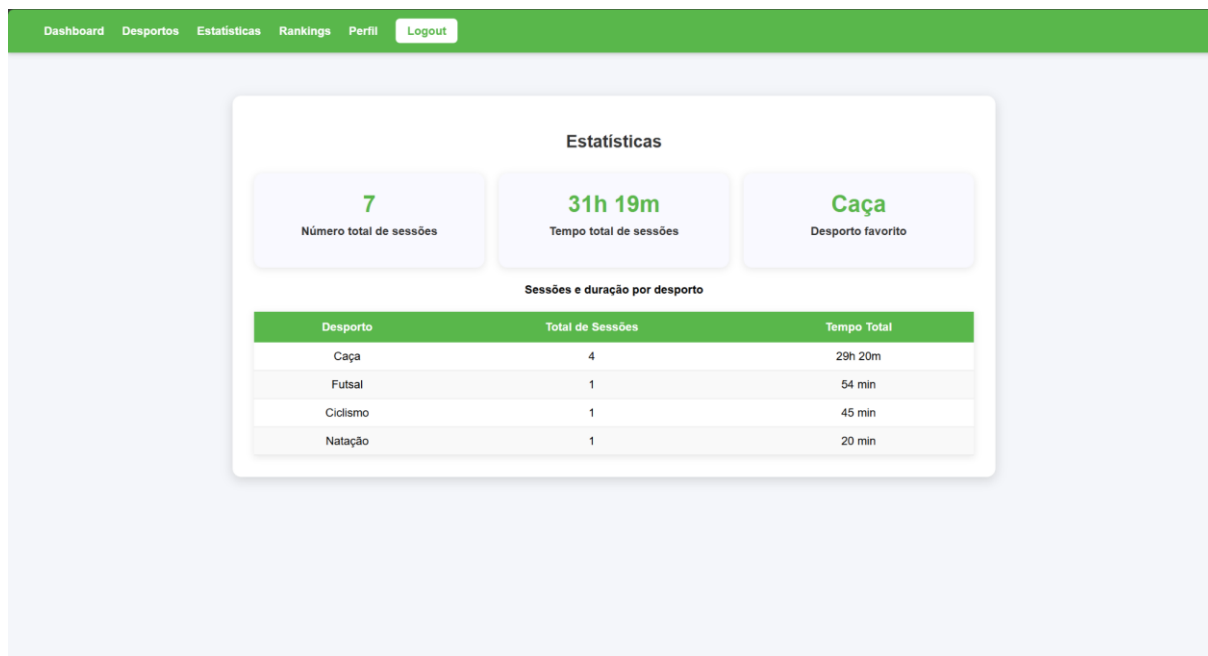 Dashboard Desportos Estatísticas Rankings Perfil Logout
Estatísticas
7 31h 19m Caça
Número total de sessões Tempo total de sessões Desporto favorito
Sessões e duração por desporto
Desporto Total de Sessões Tempo Total
Caça 4 29h 20m
Futsal 1 54 min
Ciclismo 1 45 min
Natação 1 20 min